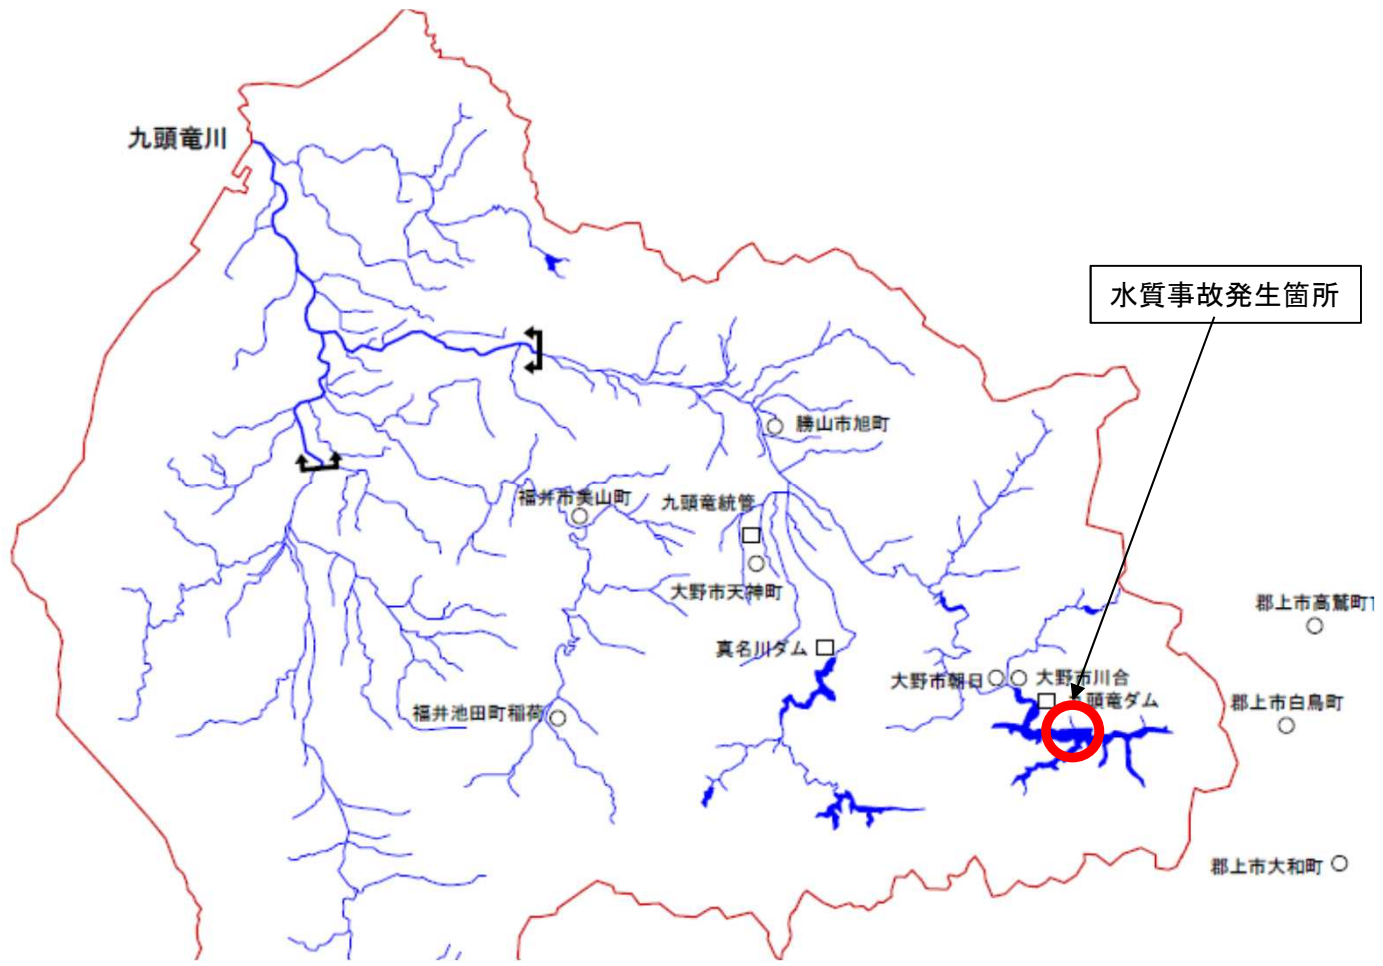 九頭竜川
水質事故発生箇所
勝山市旭町
福井市美山町
九頭竜統管
大野市天神町
郡上市高鷲町
真名川ダム
大野市朝日
大野市川合
頭竜ダム
郡上市白鳥町
福井池田町稲荷
郡上市大和町